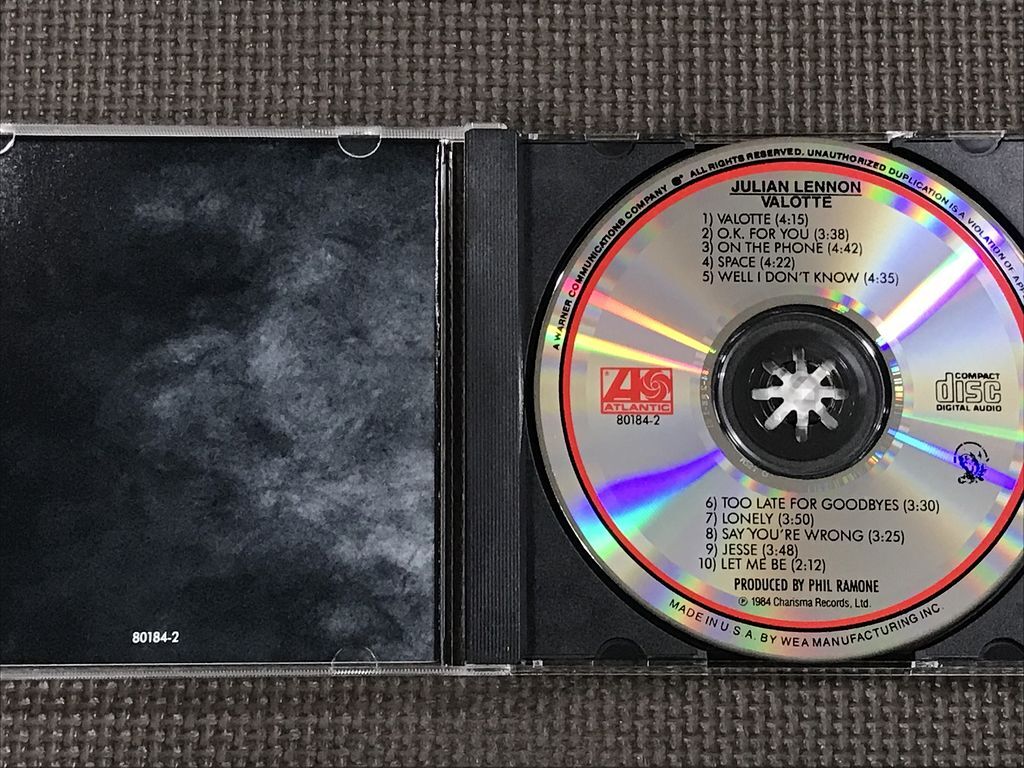 80184-2
A WARNER COMMUNICATIONS COMPANY ℗ ALL RIGHTS RESERVED. UNAUTHORIZED DUPLICATION IS A VIOLATION OF
JULIAN LENNON
VALOTTE
1) VALOTTE (4:15)
2) O.K. FOR YOU (3:38)
3) ON THE PHONE (4:42)
4) SPACE (4:22)
5) WELL I DON'T KNOW (4:35)
ATLANTIC
80184-2
COMPACT
disc
DIGITAL AUDIO
6) TOO LATE FOR GOODBYES (3:30)
7) LONELY (3:50)
8) SAY YOU'RE WRONG (3:25)
9) JESSE (3:48)
10) LET ME BE (2:12)
PRODUCED BY PHIL RAMONE
℗ 1984 Charisma Records, Ltd.
MADE IN U.S.A. BY WEA MANUFACTURING INC.